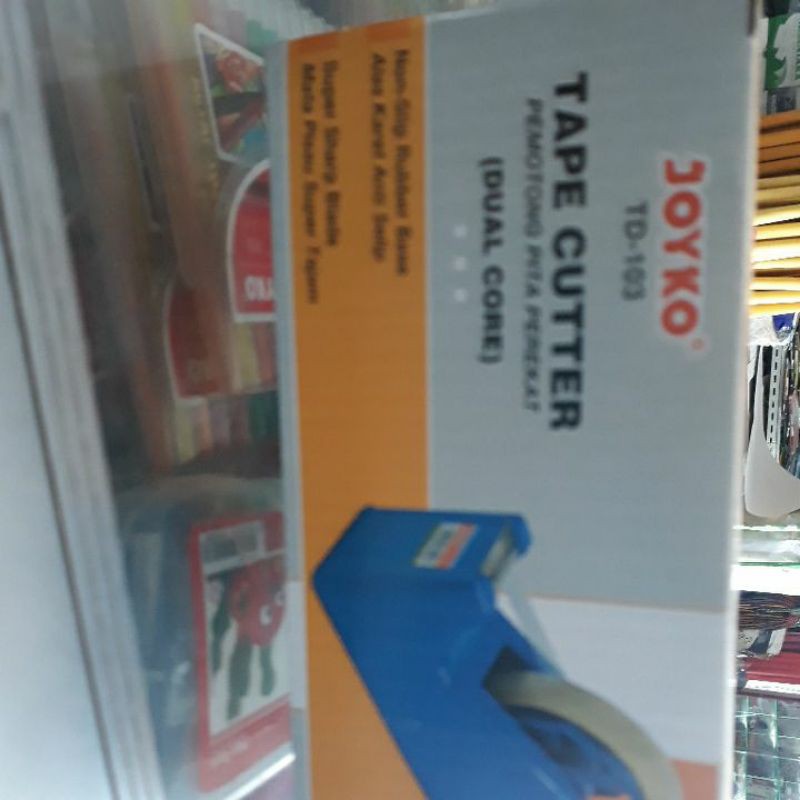 JOYKO
TD-103
TAPE CUTTER
PEMOTONG PITA PEREKAT
(DUAL CORE)
Non-Slip Rubber Base
Alas Karet Anti Selip
Super Sharp Blade
Mata Pisau Super Tajam